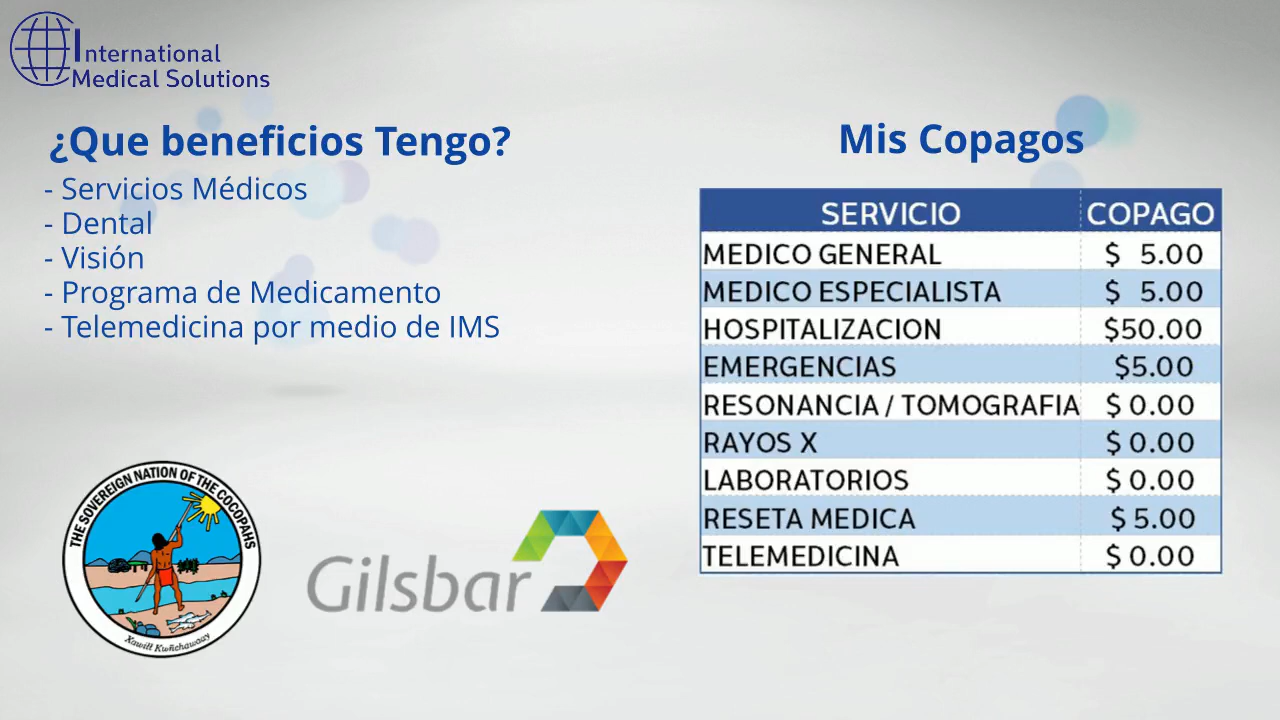 International
Medical Solutions
¿Que beneficios Tengo?
- Servicios Médicos
- Dental
- Visión
- Programa de Medicamento
- Telemedicina por medio de IMS
THE SOVEREIGN NATION OF THE COCOPAHS
Xawitt Kwñchawaay
Gilsbar
Mis Copagos
SERVICIO COPAGO
MEDICO GENERAL $ 5.00
MEDICO ESPECIALISTA $ 5.00
HOSPITALIZACION $50.00
EMERGENCIAS $5.00
RESONANCIA / TOMOGRAFIA $ 0.00
RAYOS X $ 0.00
LABORATORIOS $ 0.00
RESETA MEDICA $ 5.00
TELEMEDICINA $ 0.00